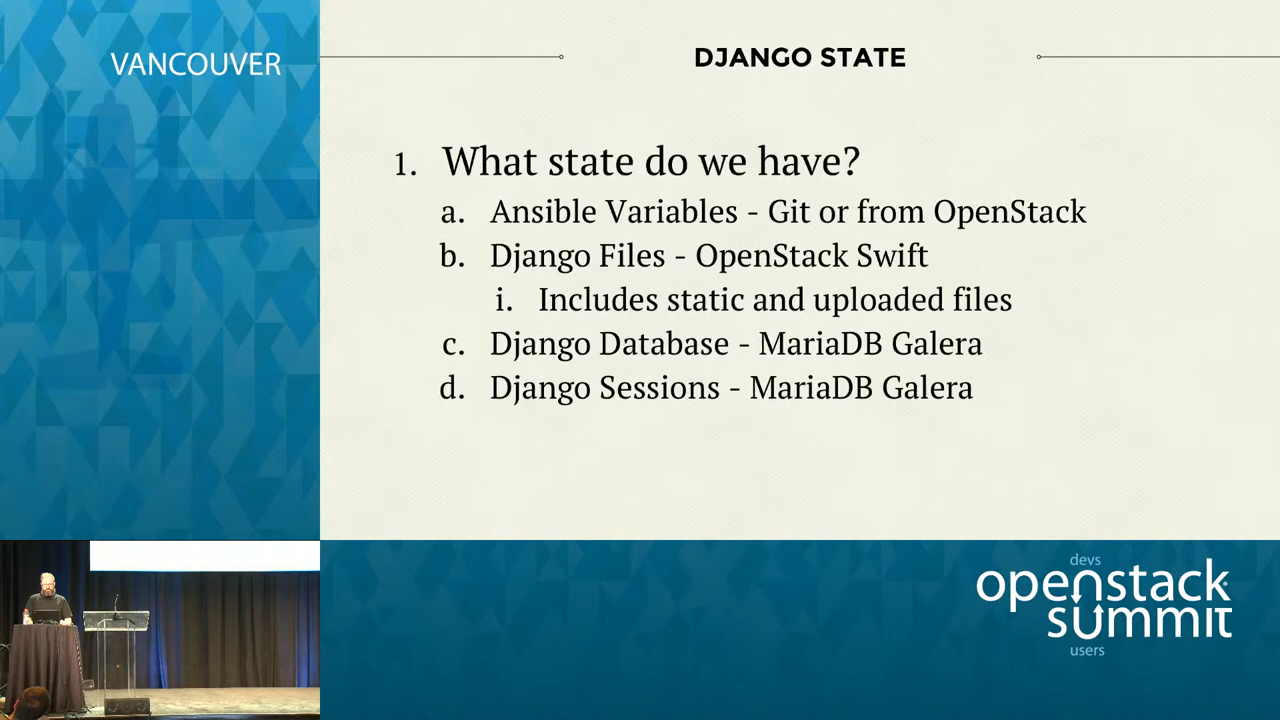 VANCOUVER
DJANGO STATE
1. What state do we have?
a. Ansible Variables - Git or from OpenStack
b. Django Files - OpenStack Swift
i. Includes static and uploaded files
c. Django Database - MariaDB Galera
d. Django Sessions - MariaDB Galera
devs
openstack
summit
users